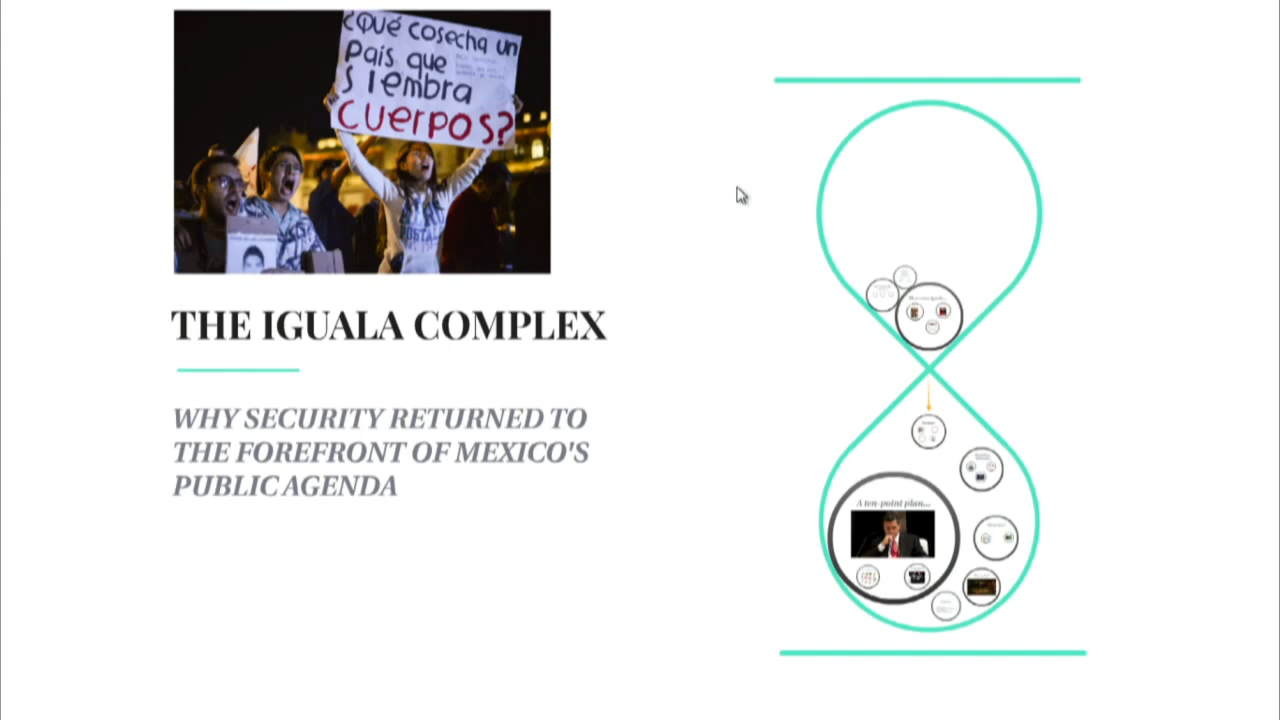 ¿QUÉ COSECHA UN
PAÍS QUE
SIEMBRA
CUERPOS?
THE IGUALA COMPLEX
WHY SECURITY RETURNED TO
THE FOREFRONT OF MEXICO'S
PUBLIC AGENDA
A ten-point plan...